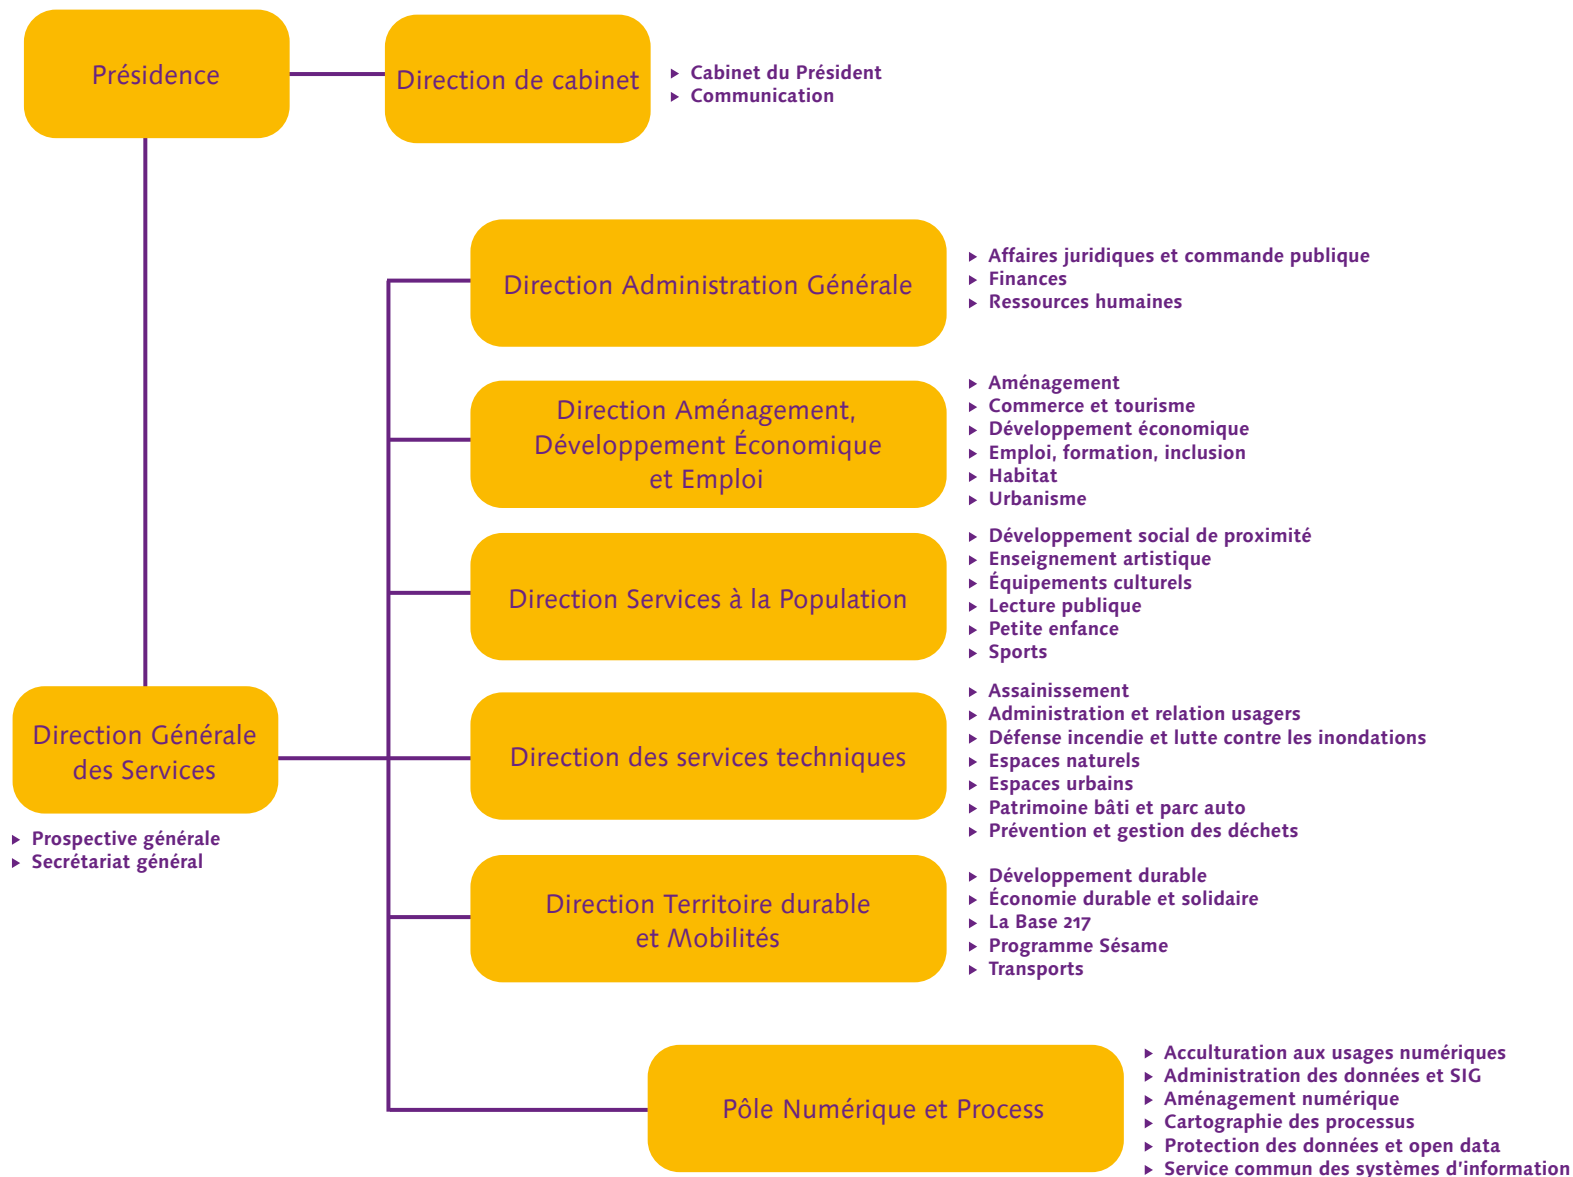 Présidence
Direction de cabinet
▸ Cabinet du Président
▸ Communication
Direction Administration Générale
▸ Affaires juridiques et commande publique
▸ Finances
▸ Ressources humaines
Direction Aménagement,
Développement Économique
et Emploi
▸ Aménagement
▸ Commerce et tourisme
▸ Développement économique
▸ Emploi, formation, inclusion
▸ Habitat
▸ Urbanisme
Direction Services à la Population
▸ Développement social de proximité
▸ Enseignement artistique
▸ Équipements culturels
▸ Lecture publique
▸ Petite enfance
▸ Sports
Direction Générale
des Services
▸ Prospective générale
▸ Secrétariat général
Direction des services techniques
▸ Assainissement
▸ Administration et relation usagers
▸ Défense incendie et lutte contre les inondations
▸ Espaces naturels
▸ Espaces urbains
▸ Patrimoine bâti et parc auto
▸ Prévention et gestion des déchets
Direction Territoire durable
et Mobilités
▸ Développement durable
▸ Économie durable et solidaire
▸ La Base 217
▸ Programme Sésame
▸ Transports
Pôle Numérique et Process
▸ Acculturation aux usages numériques
▸ Administration des données et SIG
▸ Aménagement numérique
▸ Cartographie des processus
▸ Protection des données et open data
▸ Service commun des systèmes d'information